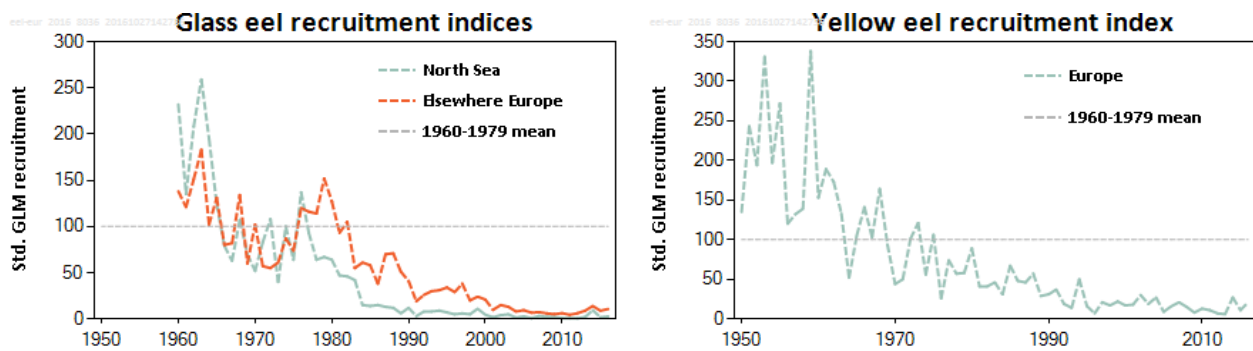 Glass eel recruitment indices
300
250
200
150
100
50
0
Std. GLM recruitment
North Sea
Elsewhere Europe
1960-1979 mean
1950 1960 1970 1980 1990 2000 2010
Yellow eel recruitment index
350
300
250
200
150
100
50
0
Std. GLM recruitment
Europe
1960-1979 mean
1950 1970 1990 2010